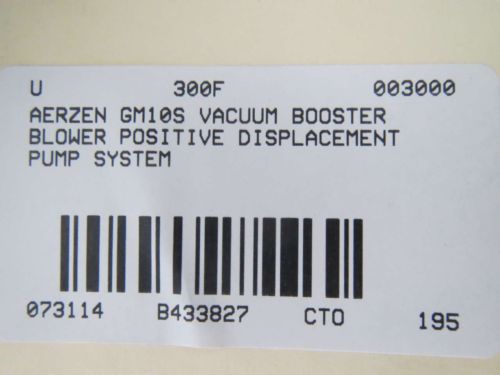 U 300F 003000
AERZEN GM10S VACUUM BOOSTER
BLOWER POSITIVE DISPLACEMENT
PUMP SYSTEM
073114 B433827 CTO 195